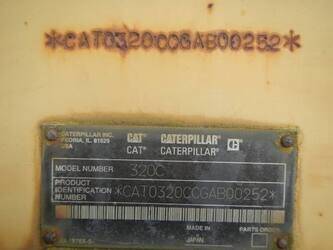 *CAT0320CCGAB00252*
CATERPILLAR INC.
PEORIA, IL 61629
USA
CAT CATERPILLAR
CAT® CATERPILLAR®
MODEL NUMBER 320C
PRODUCT
IDENTIFICATION
NUMBER *CAT0320CCGAB00252*
MADE IN
JAPAN
PARTS ORDER